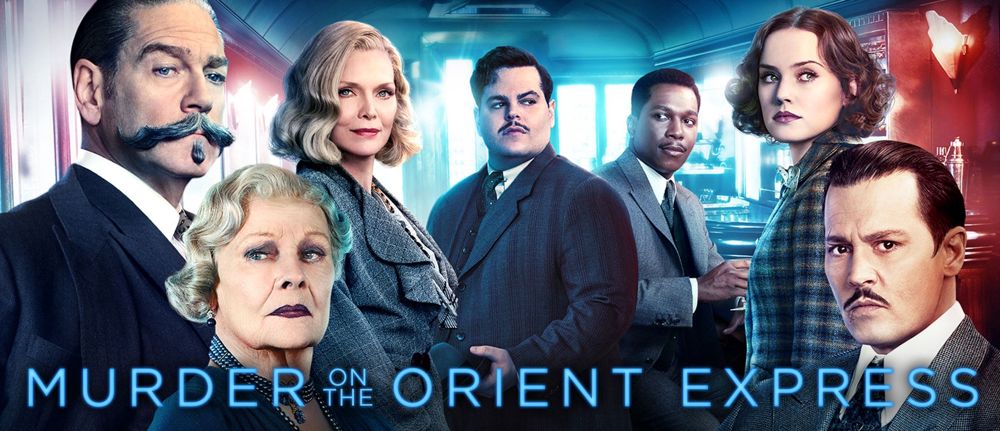 MURDER ON THE ORIENT EXPRESS